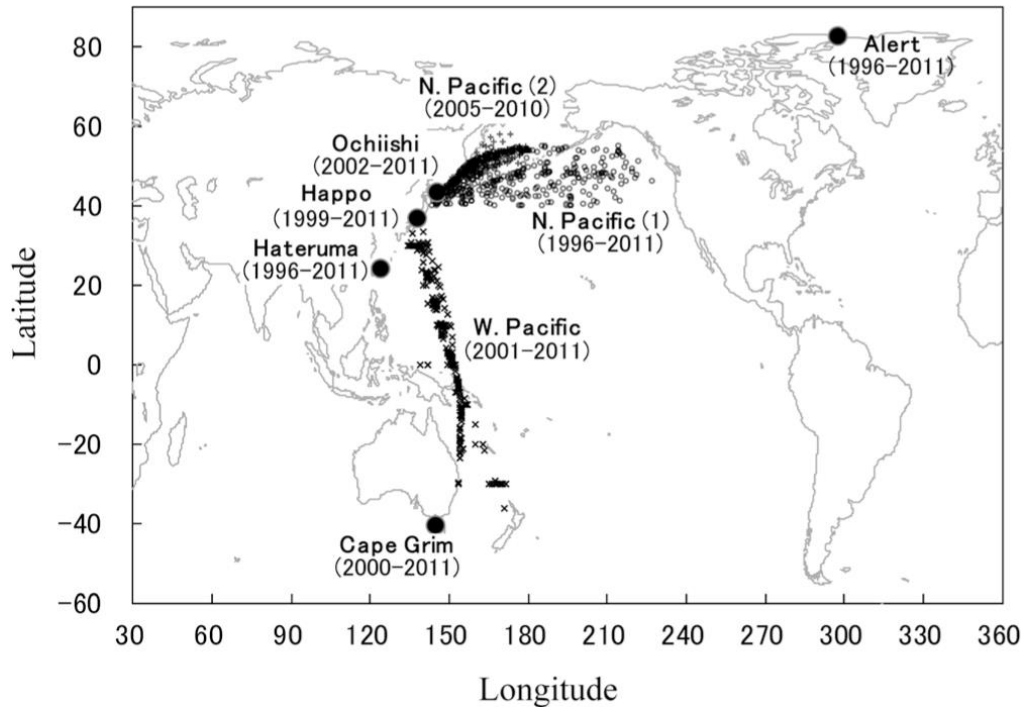 80
60
40
20
0
−20
−40
−60
30
60
90
120
150
180
210
240
270
300
330
360
Latitude
Longitude
Alert
(1996−2011)
N. Pacific (2)
(2005−2010)
Ochiishi
(2002−2011)
Happo
(1999−2011)
N. Pacific (1)
(1996−2011)
Hateruma
(1996−2011)
W. Pacific
(2001−2011)
Cape Grim
(2000−2011)